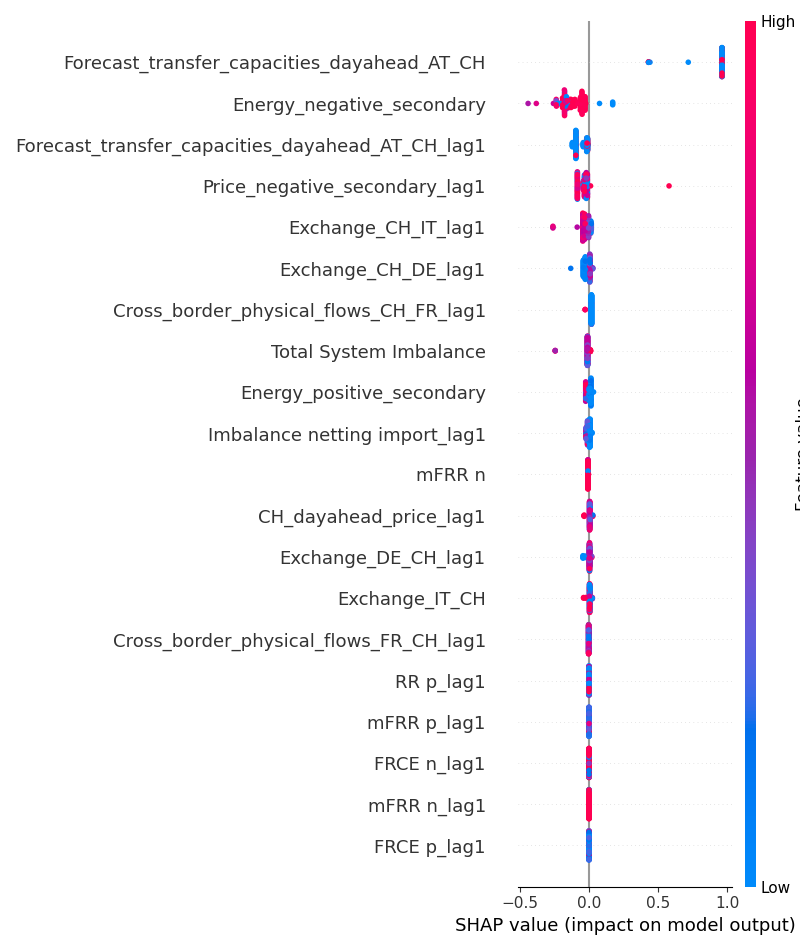 High
Forecast_transfer_capacities_dayahead_AT_CH
Energy_negative_secondary
Forecast_transfer_capacities_dayahead_AT_CH_lag1
Price_negative_secondary_lag1
Exchange_CH_IT_lag1
Exchange_CH_DE_lag1
Cross_border_physical_flows_CH_FR_lag1
Total System Imbalance
Energy_positive_secondary
Imbalance netting import_lag1
mFRR n
CH_dayahead_price_lag1
Exchange_DE_CH_lag1
Exchange_IT_CH
Cross_border_physical_flows_FR_CH_lag1
RR p_lag1
mFRR p_lag1
FRCE n_lag1
mFRR n_lag1
FRCE p_lag1
Low
−0.5 0.0 0.5 1.0
SHAP value (impact on model output)